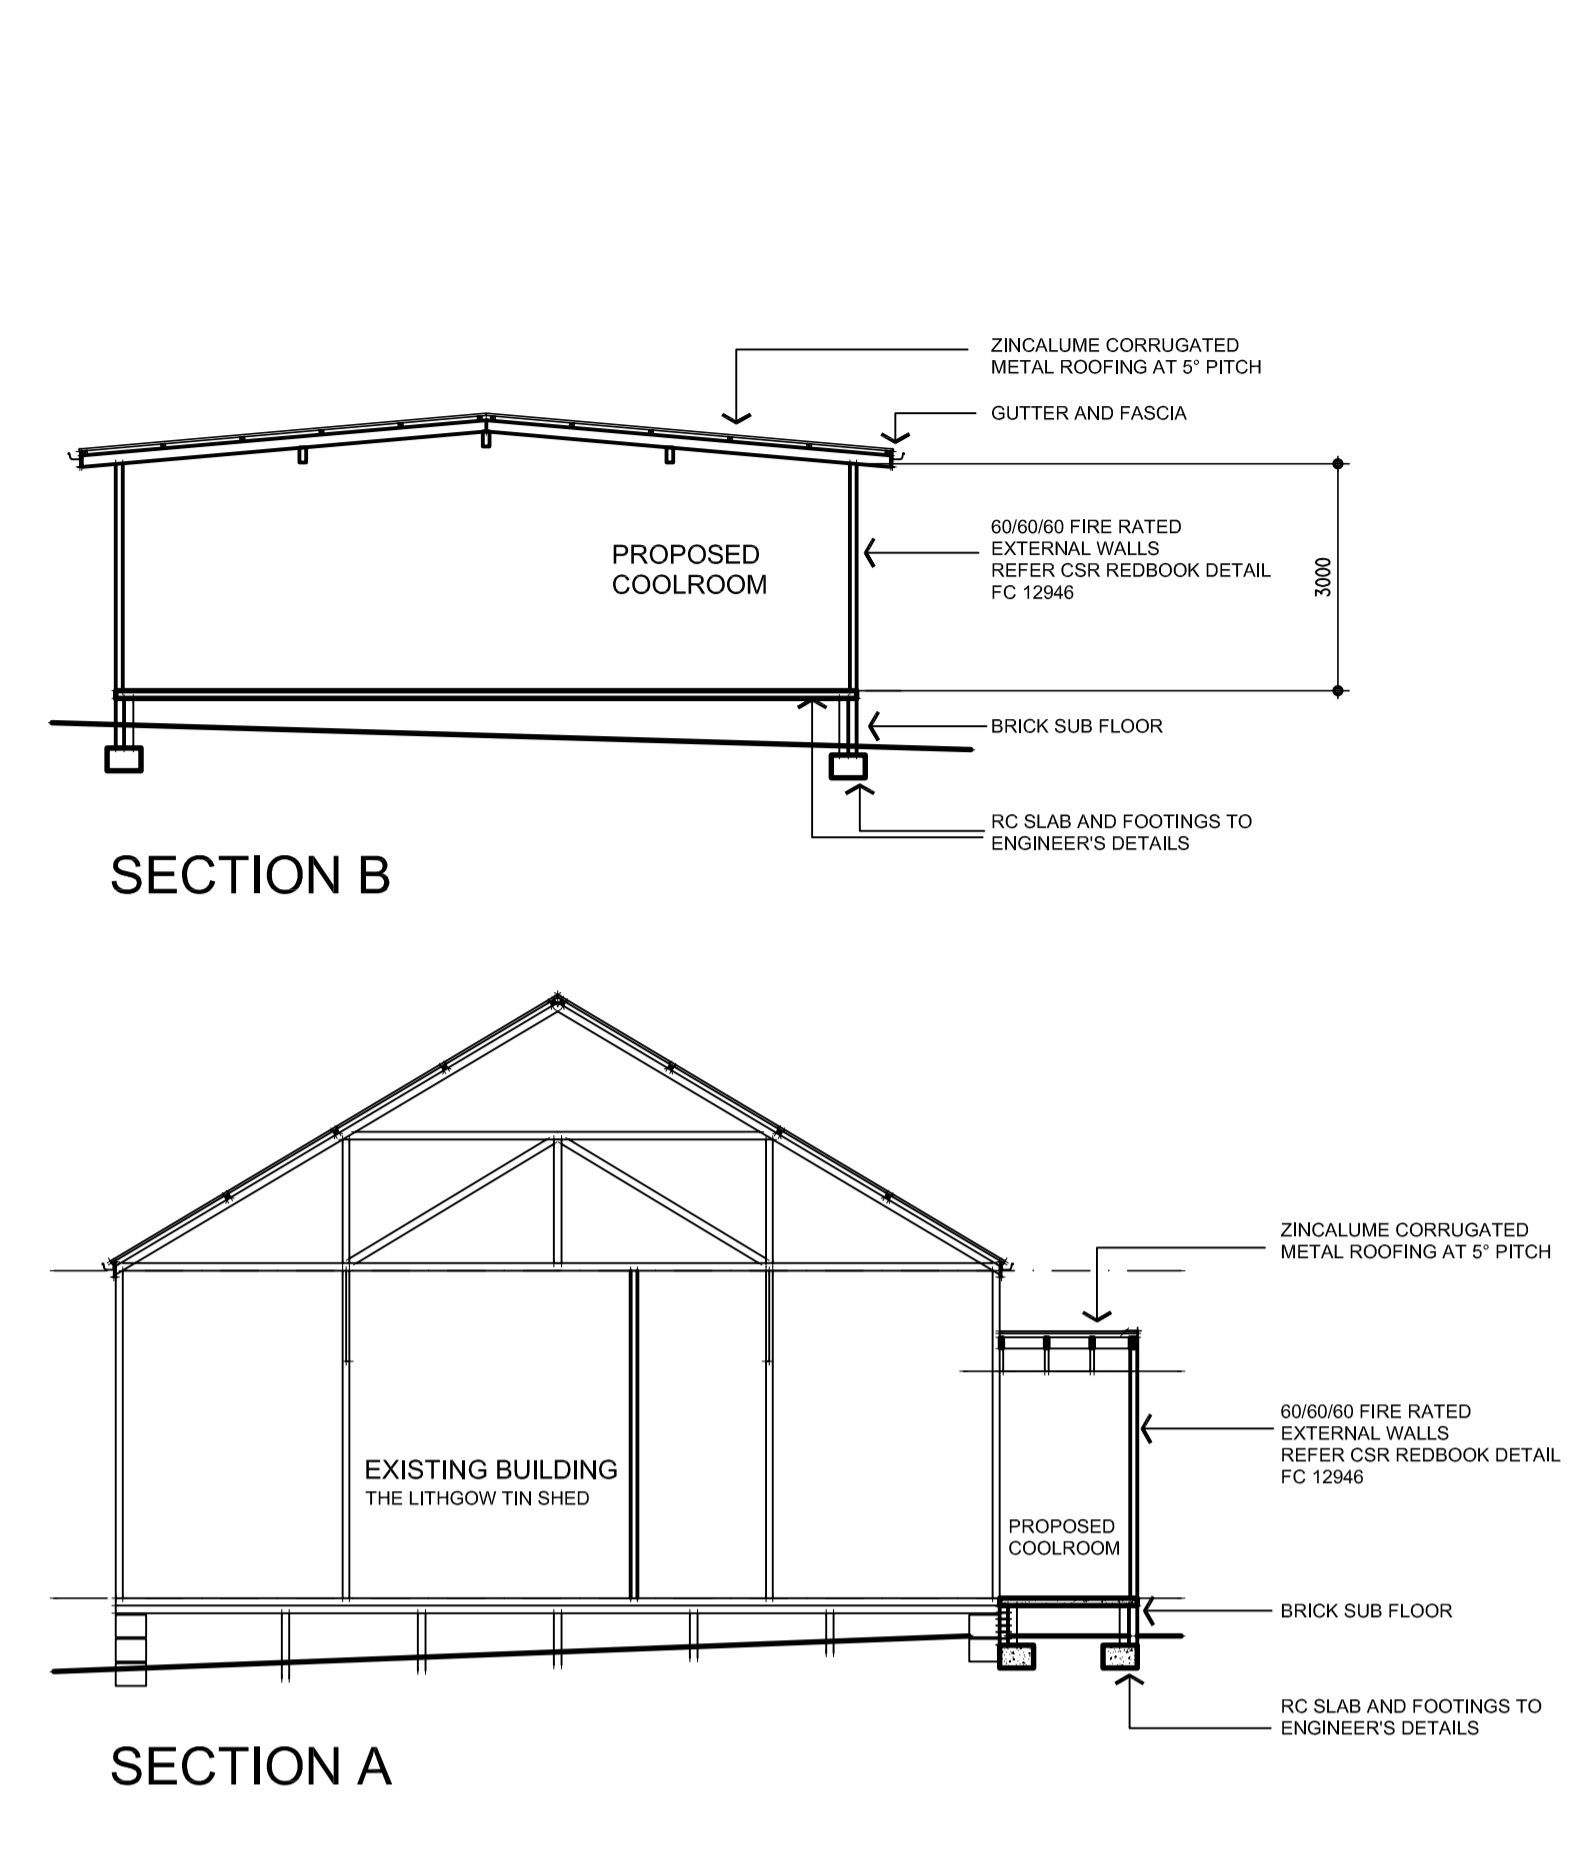 ZINCALUME CORRUGATED
METAL ROOFING AT 5° PITCH
GUTTER AND FASCIA
60/60/60 FIRE RATED
EXTERNAL WALLS
REFER CSR REDBOOK DETAIL
FC 12946
3000
PROPOSED
COOLROOM
BRICK SUB FLOOR
RC SLAB AND FOOTINGS TO
ENGINEER'S DETAILS
SECTION B
ZINCALUME CORRUGATED
METAL ROOFING AT 5° PITCH
60/60/60 FIRE RATED
EXTERNAL WALLS
REFER CSR REDBOOK DETAIL
FC 12946
EXISTING BUILDING
THE LITHGOW TIN SHED
PROPOSED
COOLROOM
BRICK SUB FLOOR
RC SLAB AND FOOTINGS TO
ENGINEER'S DETAILS
SECTION A